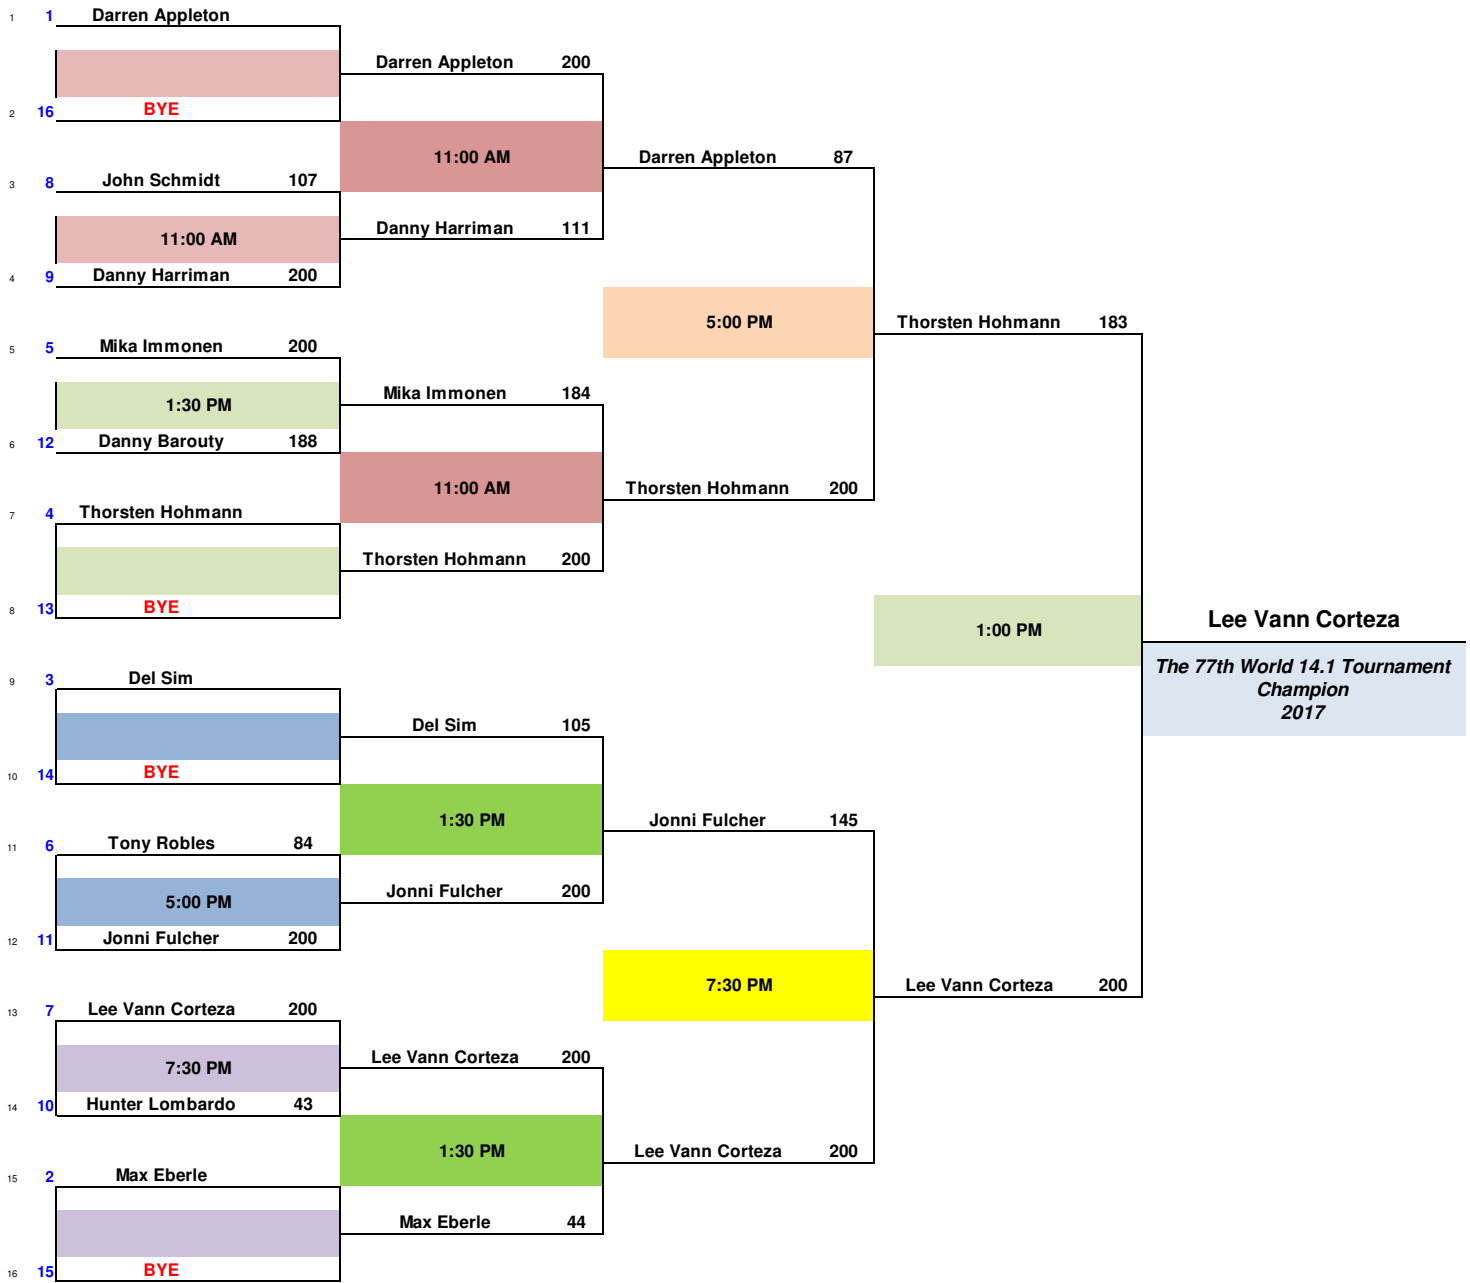 1 1 Darren Appleton
Darren Appleton 200
2 16 BYE
11:00 AM
Darren Appleton 87
3 8 John Schmidt 107
Danny Harriman 111
11:00 AM
4 9 Danny Harriman 200
5:00 PM
Thorsten Hohmann 183
5 5 Mika Immonen 200
Mika Immonen 184
1:30 PM
6 12 Danny Barouty 188
11:00 AM
Thorsten Hohmann 200
7 4 Thorsten Hohmann
Thorsten Hohmann 200
8 13 BYE
1:00 PM
Lee Vann Corteza
The 77th World 14.1 Tournament
Champion
2017
9 3 Del Sim
Del Sim 105
10 14 BYE
1:30 PM
Jonni Fulcher 145
11 6 Tony Robles 84
Jonni Fulcher 200
5:00 PM
12 11 Jonni Fulcher 200
7:30 PM
Lee Vann Corteza 200
13 7 Lee Vann Corteza 200
Lee Vann Corteza 200
7:30 PM
14 10 Hunter Lombardo 43
1:30 PM
Lee Vann Corteza 200
15 2 Max Eberle
Max Eberle 44
16 15 BYE